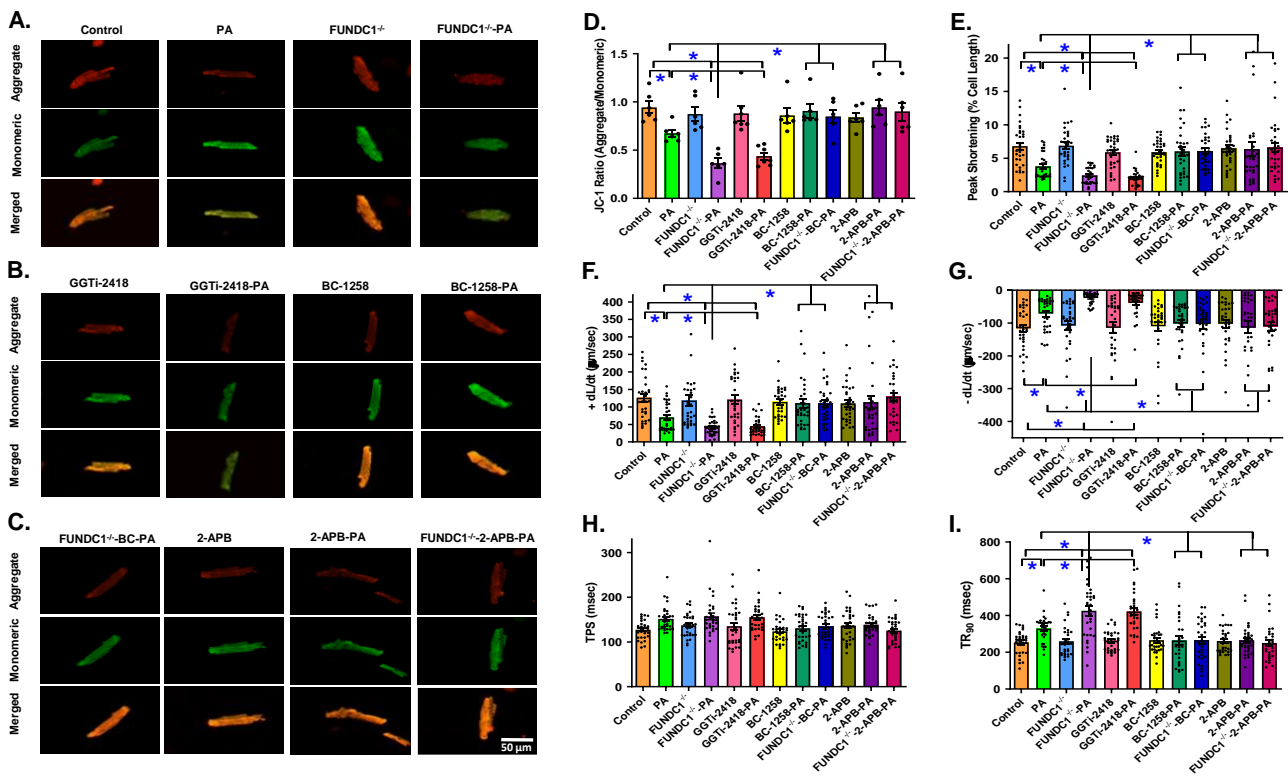 A.
Control
PA
FUNDC1⁻/⁻
FUNDC1⁻/⁻-PA
Aggregate
Monomeric
Merged
B.
GGTi-2418
GGTi-2418-PA
BC-1258
BC-1258-PA
Aggregate
Monomeric
Merged
C.
FUNDC1⁻/⁻-BC-PA
2-APB
2-APB-PA
FUNDC1⁻/⁻-2-APB-PA
Aggregate
Monomeric
Merged
50 µm
D.
JC-1 Ratio (Aggregate/Monomeric)
1.5
1.0
0.5
0.0
* * * * 
Control
PA
FUNDC1⁻/⁻
FUNDC1⁻/⁻-PA
GGTi-2418
GGTi-2418-PA
BC-1258
BC-1258-PA
FUNDC1⁻/⁻-BC-PA
2-APB
2-APB-PA
FUNDC1⁻/⁻-2-APB-PA
E.
Peak Shortening (% Cell Length)
20
15
10
5
0
* * * *
Control
PA
FUNDC1⁻/⁻
FUNDC1⁻/⁻-PA
GGTi-2418
GGTi-2418-PA
BC-1258
BC-1258-PA
FUNDC1⁻/⁻-BC-PA
2-APB
2-APB-PA
FUNDC1⁻/⁻-2-APB-PA
F.
400
350
300
250
200
150
100
50
0
* * * *
Control
PA
FUNDC1⁻/⁻
FUNDC1⁻/⁻-PA
GGTi-2418
GGTi-2418-PA
BC-1258
BC-1258-PA
FUNDC1⁻/⁻-BC-PA
2-APB
2-APB-PA
FUNDC1⁻/⁻-2-APB-PA
+ dL/dt
G.
- dL/dt
0
-100
-200
-300
-400
* * * *
Control
PA
FUNDC1⁻/⁻
FUNDC1⁻/⁻-PA
GGTi-2418
GGTi-2418-PA
BC-1258
BC-1258-PA
FUNDC1⁻/⁻-BC-PA
2-APB
2-APB-PA
FUNDC1⁻/⁻-2-APB-PA
H.
TPS (msec)
300
200
100
0
Control
PA
FUNDC1⁻/⁻
FUNDC1⁻/⁻-PA
GGTi-2418
GGTi-2418-PA
BC-1258
BC-1258-PA
FUNDC1⁻/⁻-BC-PA
2-APB
2-APB-PA
FUNDC1⁻/⁻-2-APB-PA
I.
TR₉₀ (msec)
800
600
400
200
0
* * * *
Control
PA
FUNDC1⁻/⁻
FUNDC1⁻/⁻-PA
GGTi-2418
GGTi-2418-PA
BC-1258
BC-1258-PA
FUNDC1⁻/⁻-BC-PA
2-APB
2-APB-PA
FUNDC1⁻/⁻-2-APB-PA